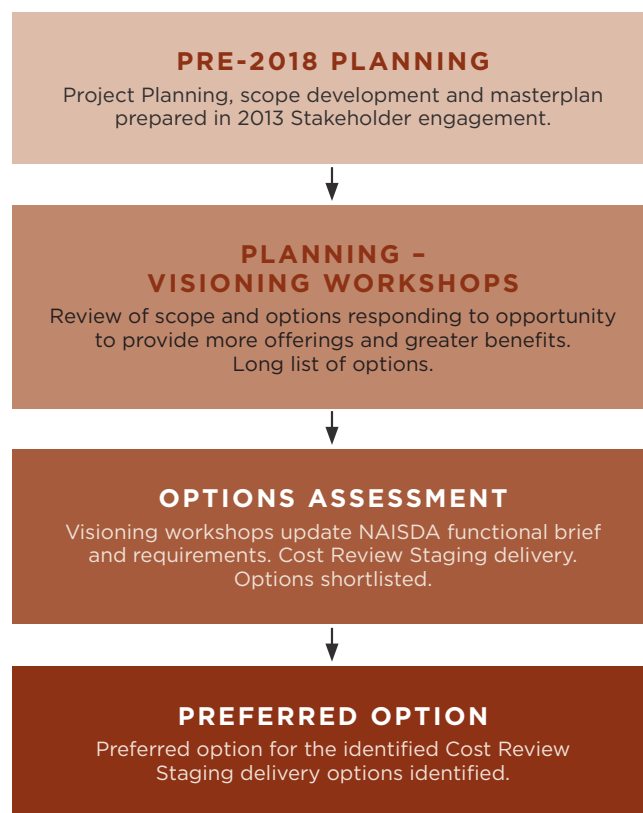 PRE-2018 PLANNING
Project Planning, scope development and masterplan
prepared in 2013 Stakeholder engagement.
PLANNING –
VISIONING WORKSHOPS
Review of scope and options responding to opportunity
to provide more offerings and greater benefits.
Long list of options.
OPTIONS ASSESSMENT
Visioning workshops update NAISDA functional brief
and requirements. Cost Review Staging delivery.
Options shortlisted.
PREFERRED OPTION
Preferred option for the identified Cost Review
Staging delivery options identified.